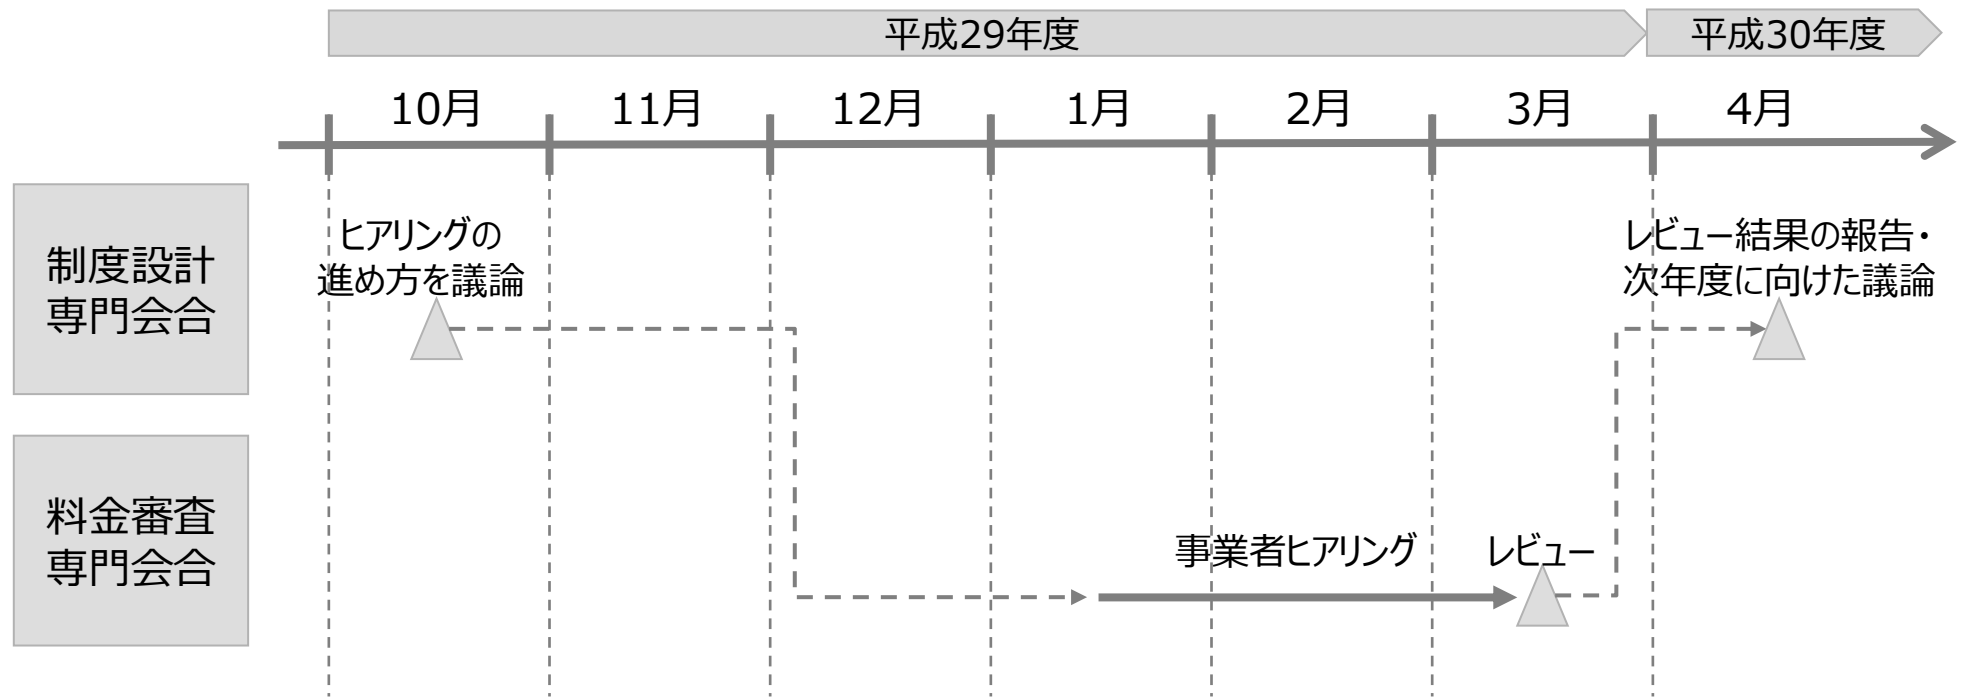 平成29年度
平成30年度
10月
11月
12月
1月
2月
3月
4月
制度設計
専門会合
ヒアリングの
進め方を議論
レビュー結果の報告・
次年度に向けた議論
料金審査
専門会合
事業者ヒアリング
レビュー